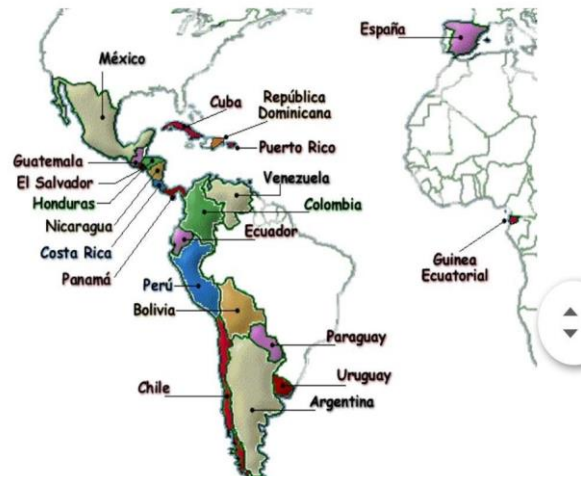 España
México
República
Dominicana
Cuba
Puerto Rico
Guatemala
El Salvador
Honduras
Nicaragua
Costa Rica
Panamá
Venezuela
Colombia
Ecuador
Guinea
Ecuatorial
Perú
Bolivia
Paraguay
Uruguay
Chile
Argentina